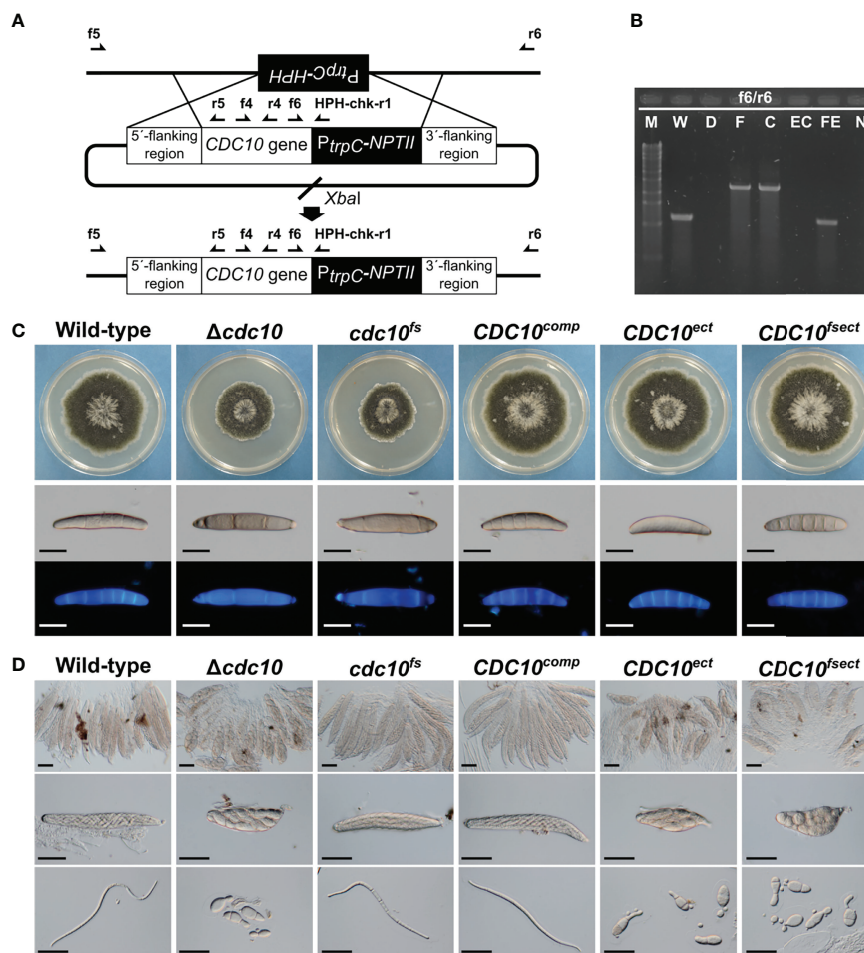 A
f5
r6
PtrpC-HPH
r5 f4 r4 f6 HPH-chk-r1
5´-flanking region
CDC10 gene
PtrpC-NPTII
3´-flanking region
XbaI
f5
r5 f4 r4 f6 HPH-chk-r1
r6
5´-flanking region
CDC10 gene
PtrpC-NPTII
3´-flanking region
B
f6/r6
M W D F C EC FE N
C
Wild-type Δcdc10 cdc10fs CDC10comp CDC10ect CDC10fsect
D
Wild-type Δcdc10 cdc10fs CDC10comp CDC10ect CDC10fsect